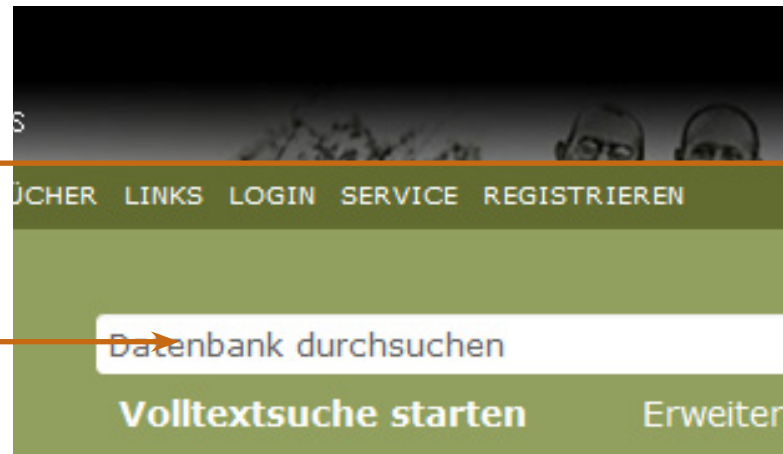 S
ÜCHER LINKS LOGIN SERVICE REGISTRIEREN
Datenbank durchsuchen
Volltextsuche starten Erweiter